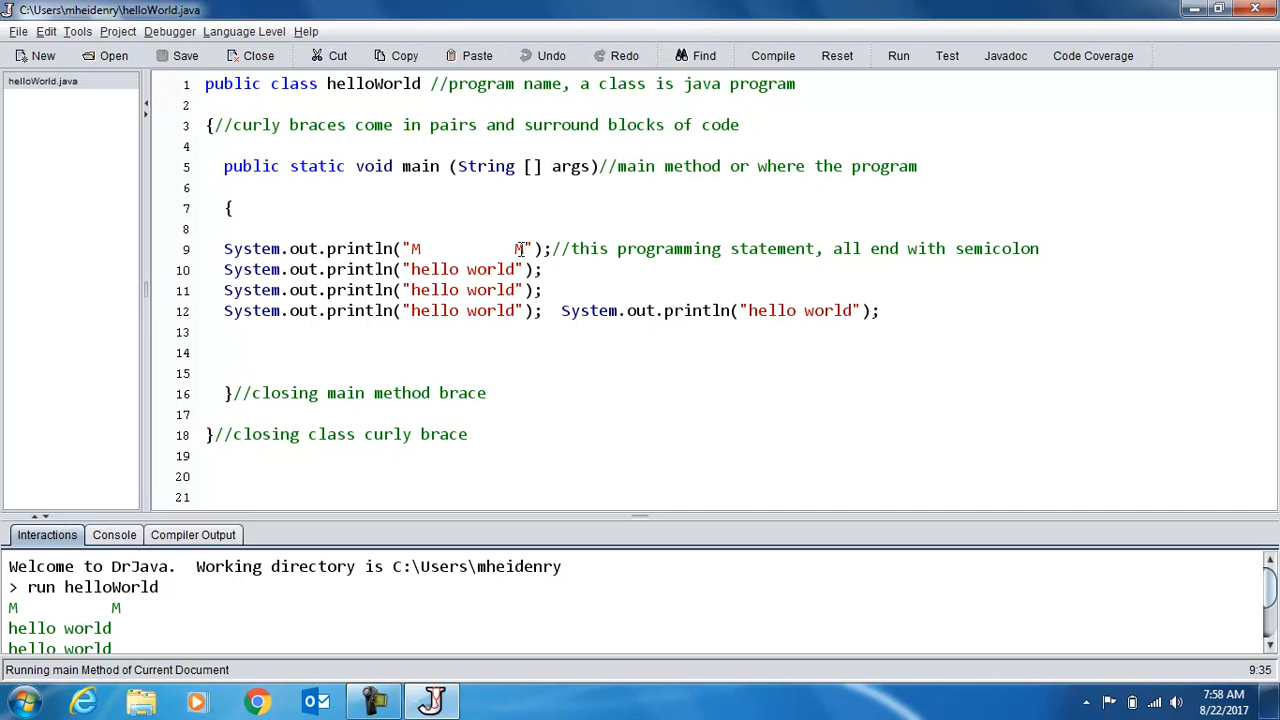 C:\Users\mheidenry\helloWorld.java
File Edit Tools Project Debugger Language Level Help
New Open Save Close Cut Copy Paste Undo Redo Find Compile Reset Run Test Javadoc Code Coverage
helloWorld.java
1 public class helloWorld //program name, a class is java program
2
3 {//curly braces come in pairs and surround blocks of code
4
5 public static void main (String [] args)//main method or where the program
6
7 {
8
9 System.out.println("M          M");//this programming statement, all end with semicolon
10 System.out.println("hello world");
11 System.out.println("hello world");
12 System.out.println("hello world");  System.out.println("hello world");
13
14
15
16 }//closing main method brace
17
18 }//closing class curly brace
19
20
21
Interactions Console Compiler Output
Welcome to DrJava.  Working directory is C:\Users\mheidenry
> run helloWorld
M          M
hello world
hello world
Running main Method of Current Document 9:35
7:58 AM
8/22/2017